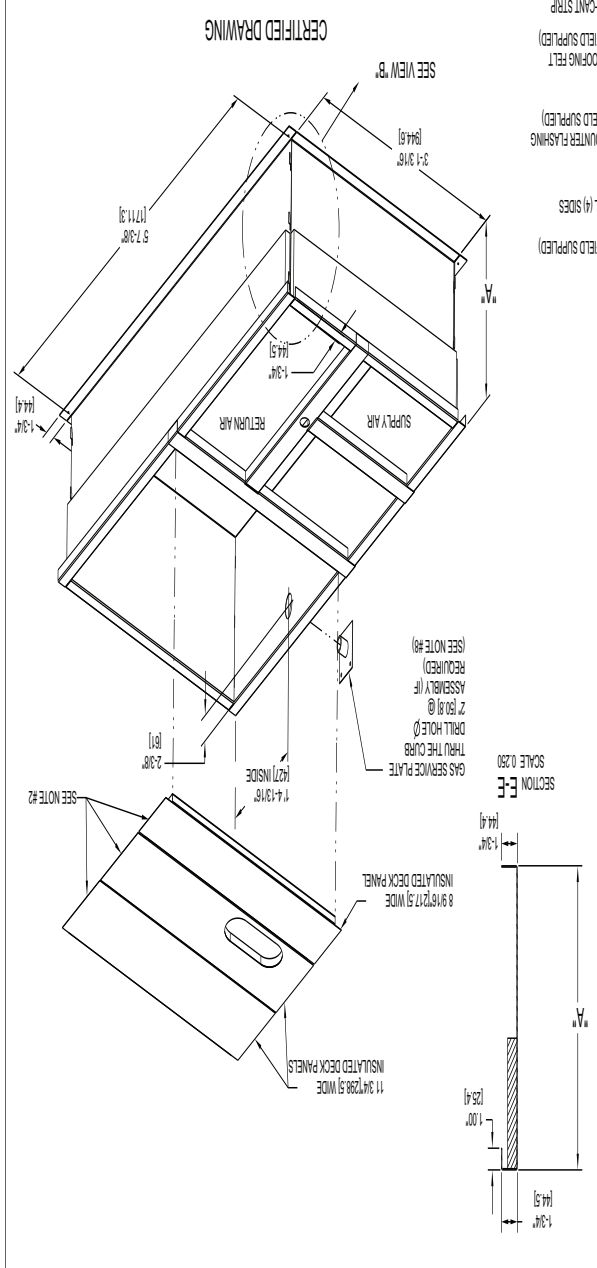 1-3/4"
[44.5]
1.00"
[25.4]
"A"
1-3/4"
[44.4]
SECTION E-E
SCALE 0.250
11 3/4"[298.5] WIDE
INSULATED DECK PANELS
8 9/16"[217.5] WIDE
INSULATED DECK PANEL
SEE NOTE #2
1'-4-13/16"
[427] INSIDE
2-3/8"
[61]
GAS SERVICE PLATE
THRU THE CURB
DRILL HOLE Ø
2" [50.8] @
ASSEMBLY (IF
REQUIRED)
(SEE NOTE #8)
SUPPLY AIR
RETURN AIR
1-3/4"
[44.4]
1-3/4"
[44.5]
"A"
5'-7-3/8"
[1711.3]
3'-1-3/16"
[944.6]
SEE VIEW "B"
CERTIFIED DRAWING
IELD SUPPLIED)
L (4) SIDES
OUNTER FLASHING
ELD SUPPLIED)
OOFING FELT
IELD SUPPLIED)
-CANT STRIP